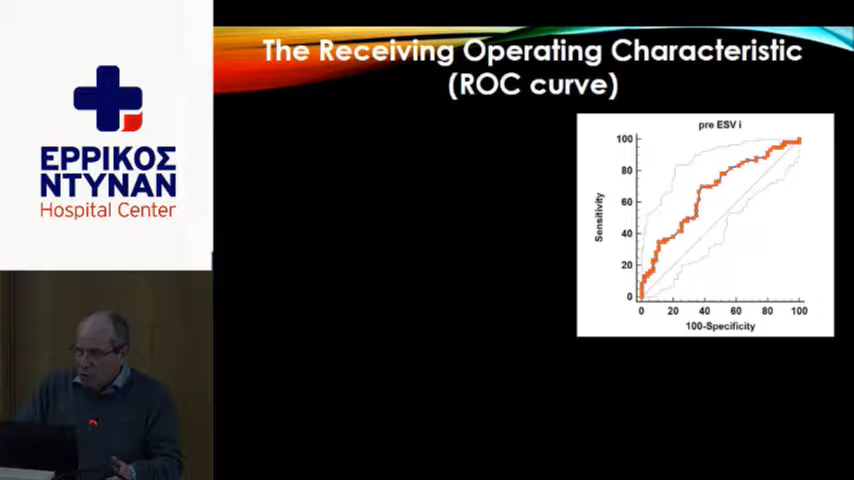 ΕΡΡΙΚΟΣ
ΝΤΥΝΑΝ
Hospital Center
The Receiving Operating Characteristic
(ROC curve)
pre ESV i
100
80
60
40
20
0
Sensitivity
0 20 40 60 80 100
100-Specificity